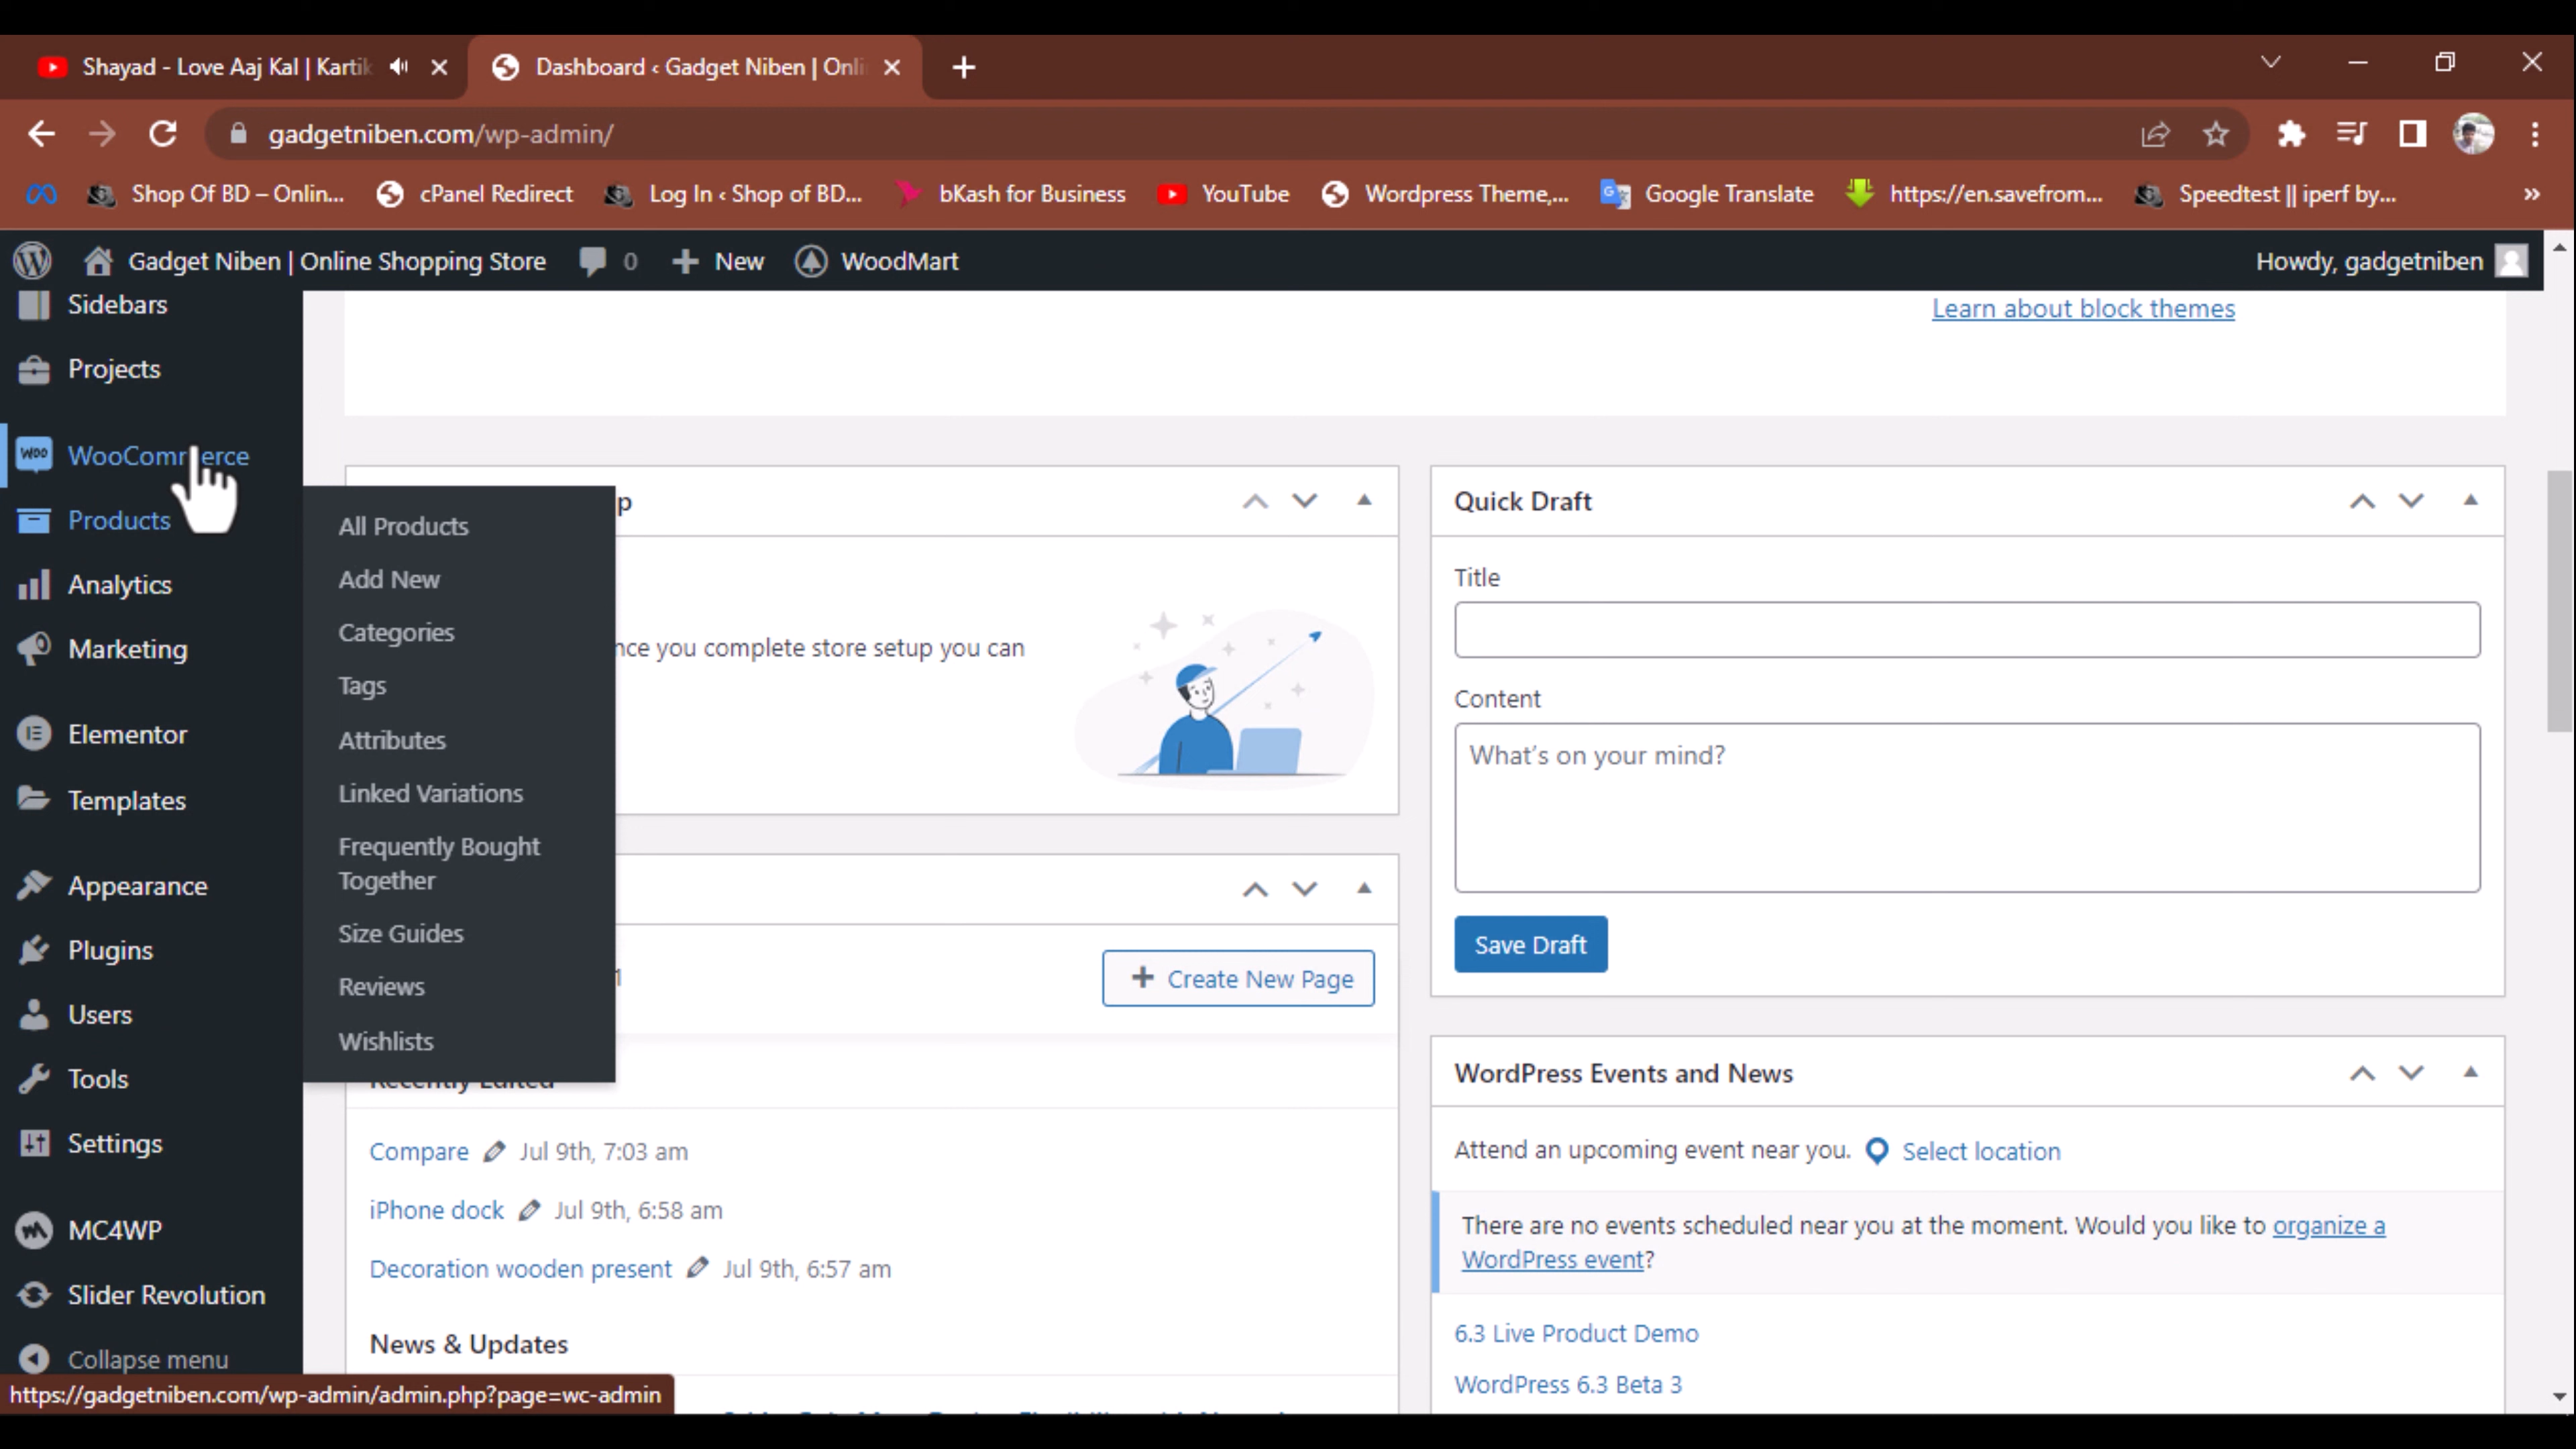 Shayad - Love Aaj Kal | Kartik
Dashboard ‹ Gadget Niben | Onli
gadgetniben.com/wp-admin/
Shop Of BD – Onlin...
cPanel Redirect
Log In ‹ Shop of BD...
bKash for Business
YouTube
Wordpress Theme,...
Google Translate
https://en.savefrom...
Speedtest || iperf by...
»
Gadget Niben | Online Shopping Store
0
New
WoodMart
Howdy, gadgetniben
Sidebars
Projects
WooCommerce
Products
Analytics
Marketing
Elementor
Templates
Appearance
Plugins
Users
Tools
Settings
MC4WP
Slider Revolution
Collapse menu
All Products
Add New
Categories
Tags
Attributes
Linked Variations
Frequently Bought
Together
Size Guides
Reviews
Wishlists
Learn about block themes
p
nce you complete store setup you can
Create New Page
Recently Edited
Compare Jul 9th, 7:03 am
iPhone dock Jul 9th, 6:58 am
Decoration wooden present Jul 9th, 6:57 am
News & Updates
Quick Draft
Title
Content
What's on your mind?
Save Draft
WordPress Events and News
Attend an upcoming event near you. Select location
There are no events scheduled near you at the moment. Would you like to organize a
WordPress event?
6.3 Live Product Demo
WordPress 6.3 Beta 3
https://gadgetniben.com/wp-admin/admin.php?page=wc-admin